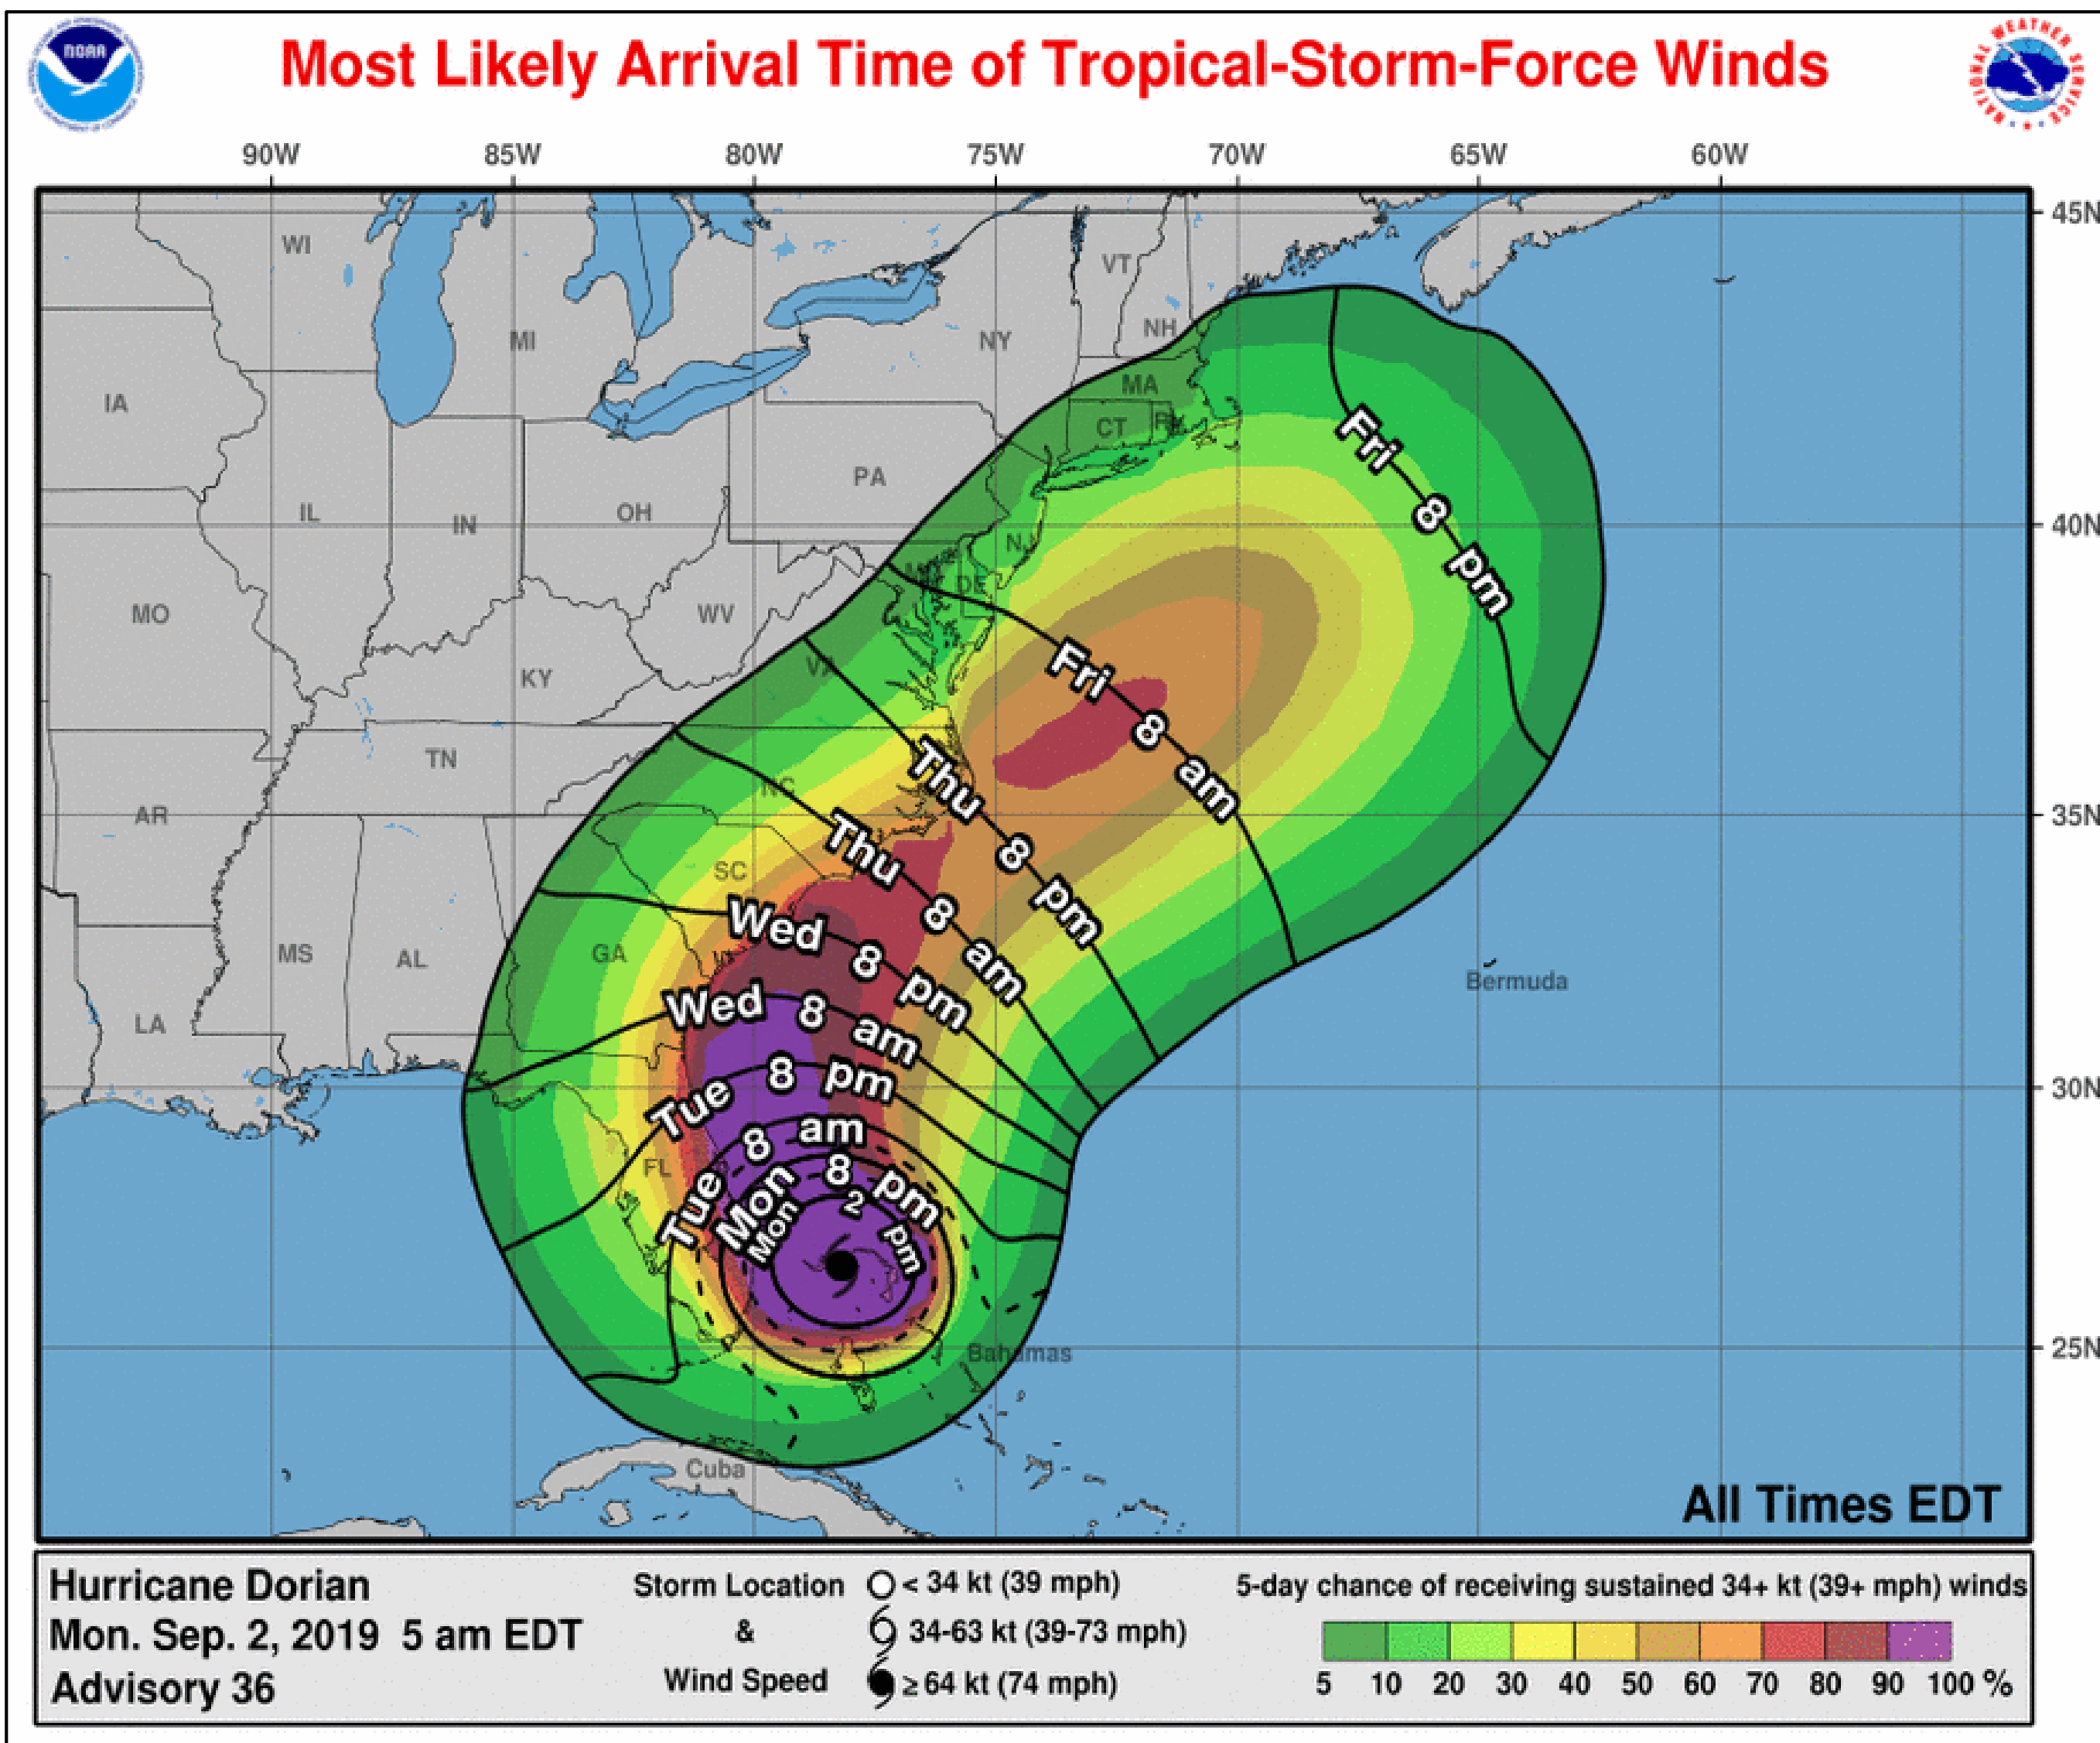 NOAA
Most Likely Arrival Time of Tropical-Storm-Force Winds
NATIONAL WEATHER SERVICE
90W 85W 80W 75W 70W 65W 60W
45N
WI
VT
MI
NY
NH
IA
MA
CT
Fri
PA
IL
IN
OH
40N
8
NJ
pm
DE
MO
WV
KY
VA
Fri
8
am
TN
NC
Thu
8
pm
AR
35N
SC
Thu
8
am
MS
AL
GA
Wed 8 pm
Bermuda
LA
Wed 8 am
30N
Tue 8 pm
FL
Tue 8 am
Mon 8 pm
Mon 2 pm
25N
Bahamas
Cuba
All Times EDT
Hurricane Dorian
Mon. Sep. 2, 2019 5 am EDT
Advisory 36
Storm Location
&
Wind Speed
< 34 kt (39 mph)
34-63 kt (39-73 mph)
≥ 64 kt (74 mph)
5-day chance of receiving sustained 34+ kt (39+ mph) winds
5 10 20 30 40 50 60 70 80 90 100 %